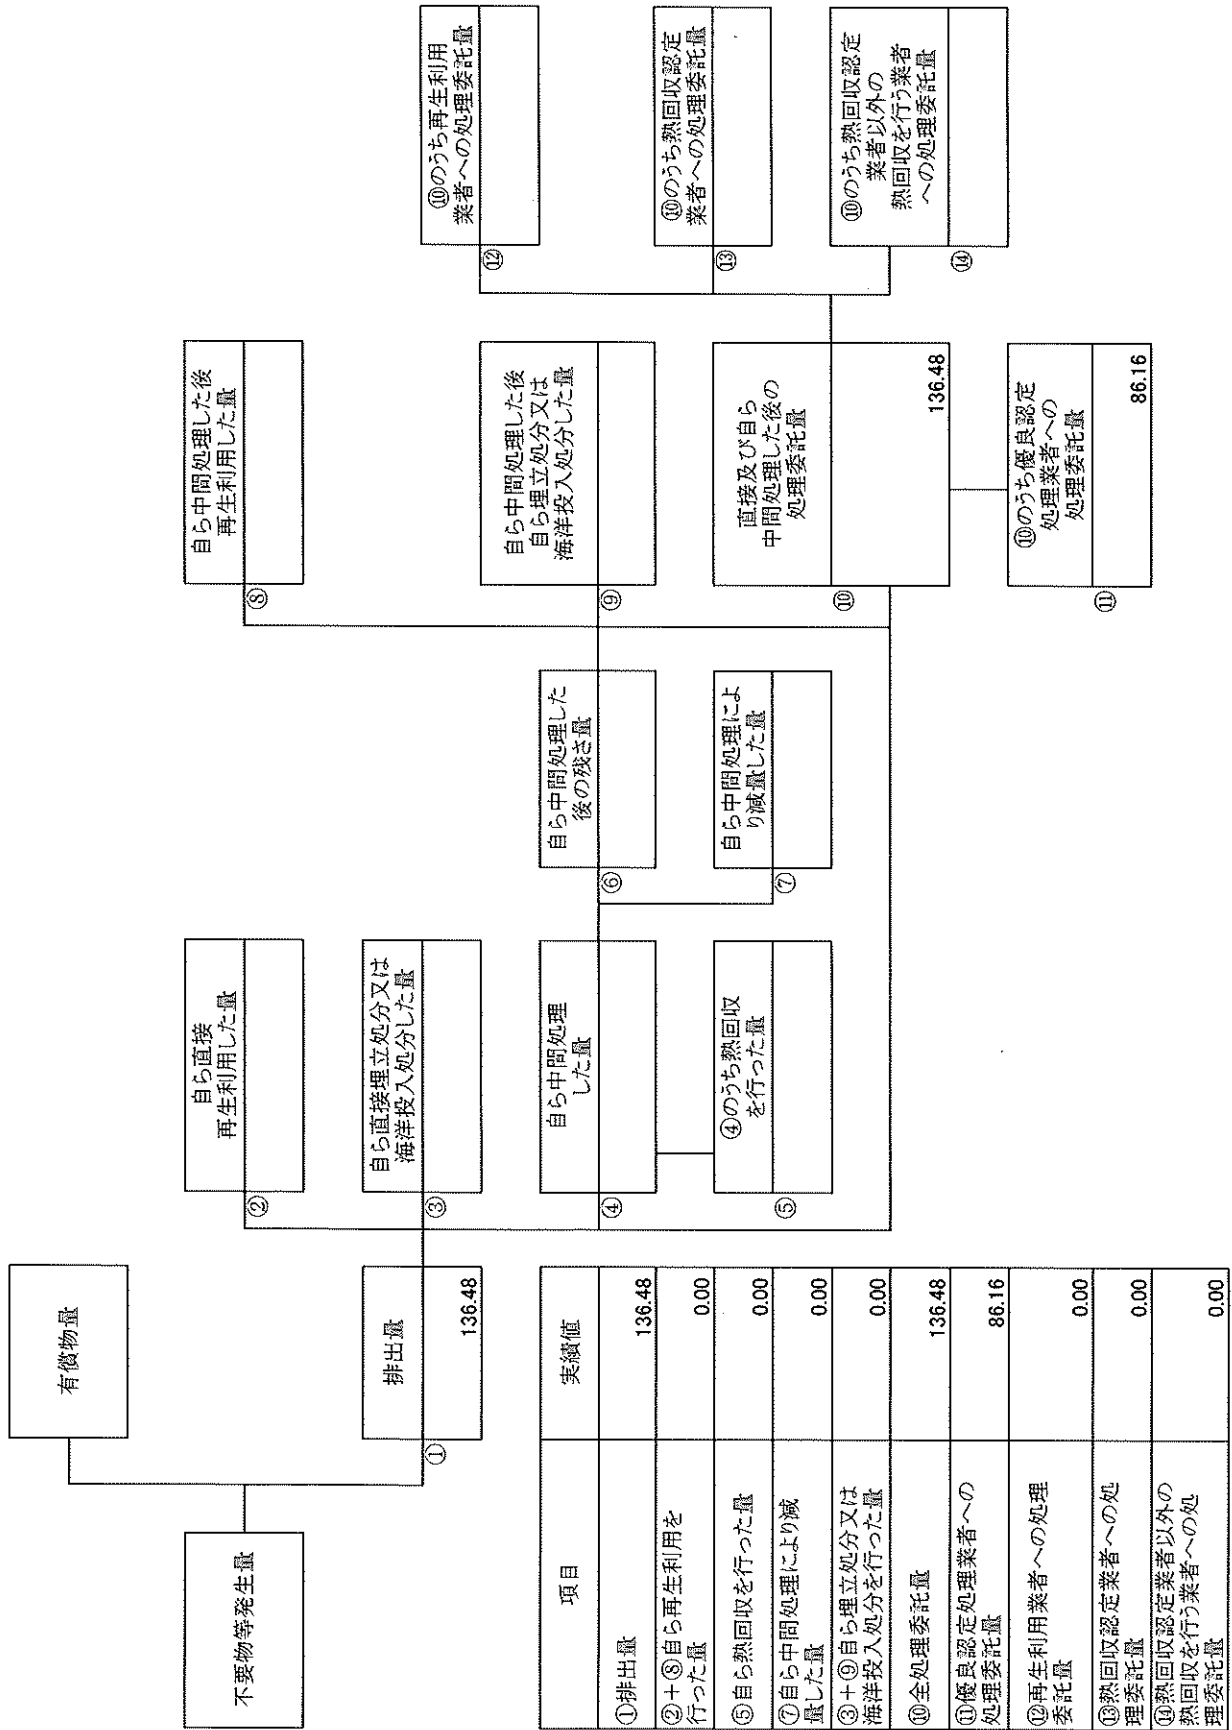 不要物等発生量
有償物量
排出量
①
136.48
自ら直接
再生利用した量
②
自ら直接埋立処分又は
海洋投入処分した量
③
自ら中間処理
した量
④
④のうち熱回収
を行った量
⑤
自ら中間処理した
後の残さ量
⑥
自ら中間処理によ
り減量した量
⑦
自ら中間処理した後
再生利用した量
⑧
自ら中間処理した後
自ら埋立処分又は
海洋投入処分した量
⑨
直接及び自ら
中間処理した後の
処理委託量
⑩
136.48
⑩のうち優良認定
処理業者への
処理委託量
⑪
86.16
⑩のうち再生利用
業者への処理委託量
⑫
⑩のうち熱回収認定
業者への処理委託量
⑬
⑩のうち熱回収認定
業者以外の
熱回収を行う業者
への処理委託量
⑭
項目
実績値
①排出量
136.48
②+⑧自ら再生利用を
行った量
0.00
⑤自ら熱回収を行った量
0.00
⑦自ら中間処理により減
量した量
0.00
③+⑨自ら埋立処分又は
海洋投入処分を行った量
0.00
⑩全処理委託量
136.48
⑪優良認定処理業者への
処理委託量
86.16
⑫再生利用業者への処理
委託量
0.00
⑬熱回収認定業者への処
理委託量
0.00
⑭熱回収認定業者以外の
熱回収を行う業者への処
理委託量
0.00